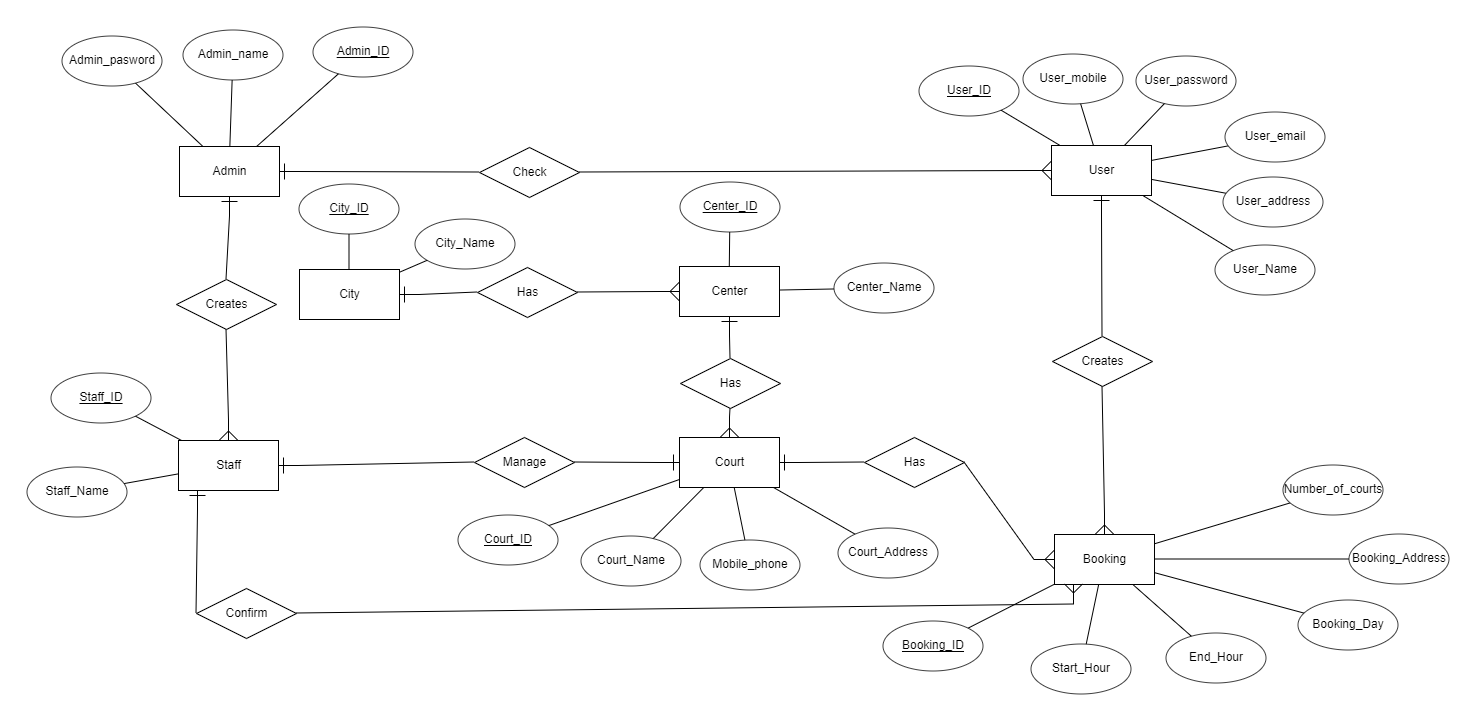 Admin_pasword
Admin_name
Admin_ID
User_ID
User_mobile
User_password
User_email
Admin
Check
User
User_address
City_ID
Center_ID
City_Name
User_Name
City
Has
Center
Center_Name
Creates
Creates
Has
Staff_ID
Staff
Manage
Court
Has
Staff_Name
Number_of_courts
Court_ID
Court_Name
Mobile_phone
Court_Address
Booking
Booking_Address
Confirm
Booking_Day
Booking_ID
Start_Hour
End_Hour